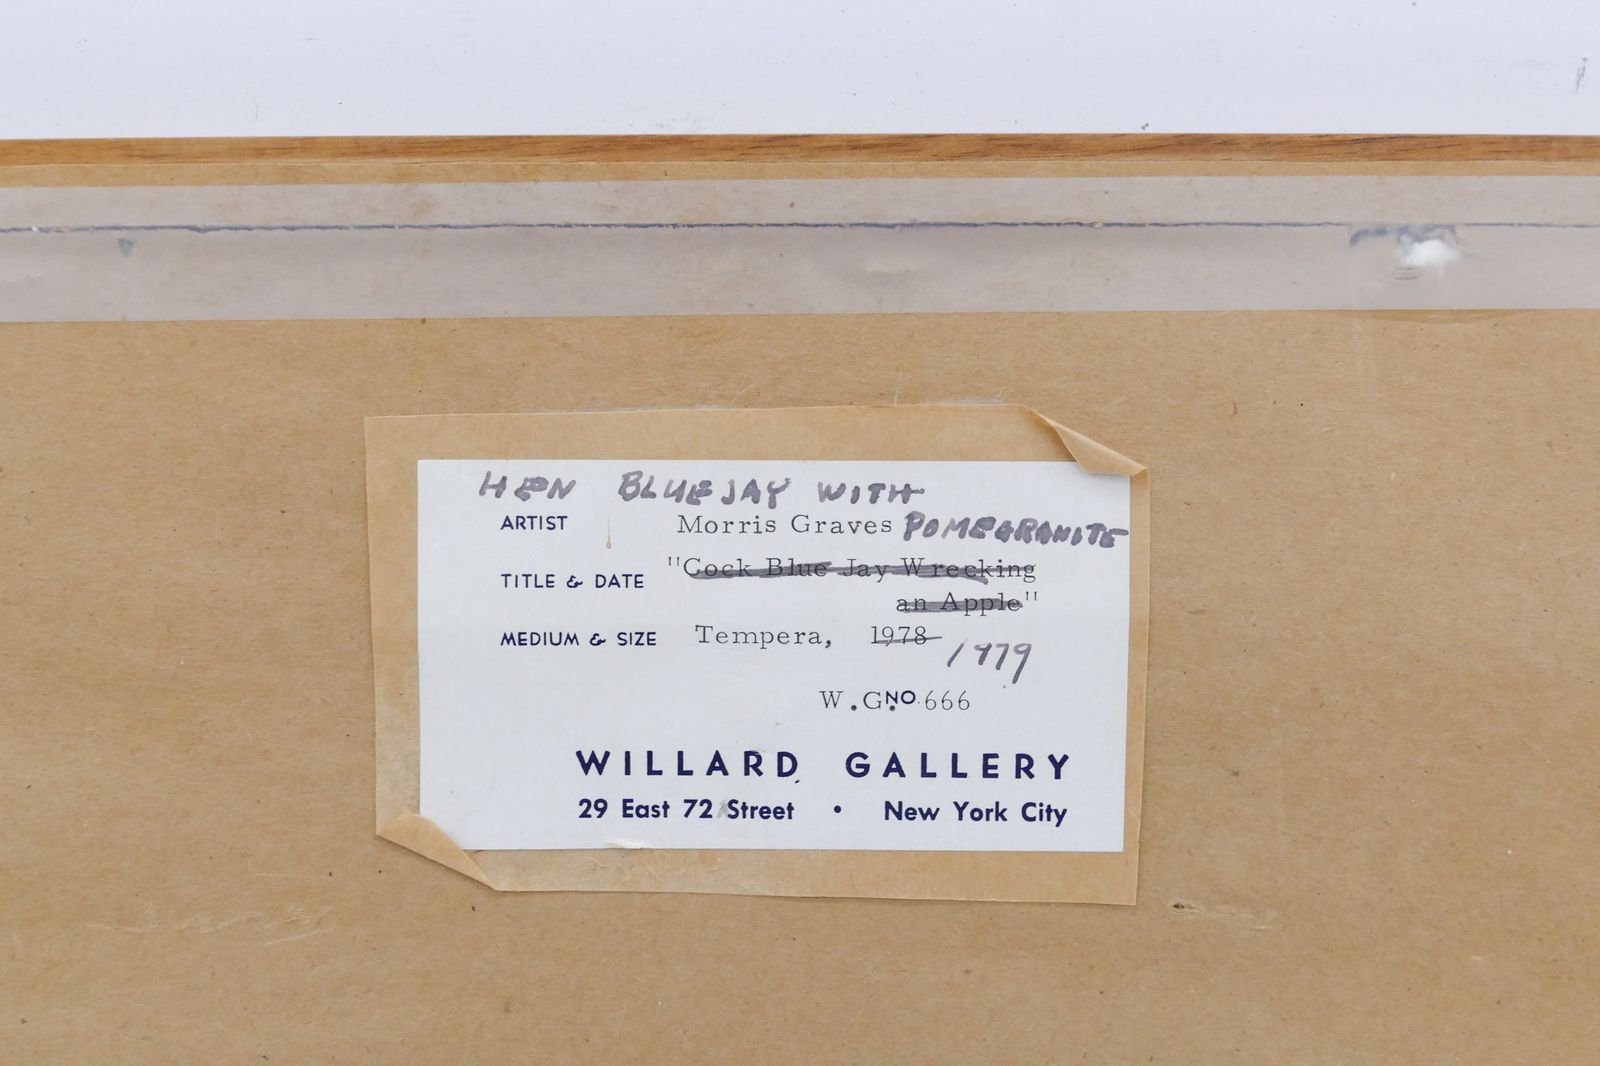 HEN BLUEJAY WITH
ARTIST Morris Graves POMEGRANITE
TITLE & DATE "Cock Blue Jay Wrecking
an Apple"
MEDIUM & SIZE Tempera, 1978
1979
W.G. NO. 666
WILLARD GALLERY
29 East 72 Street • New York City